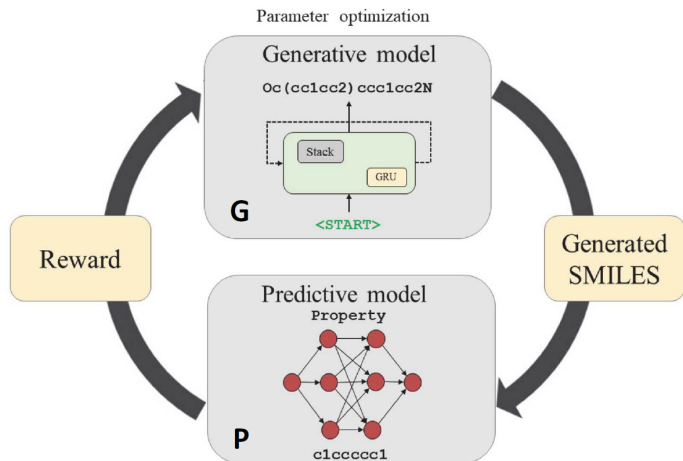 Parameter optimization
Generative model
Oc(cc1cc2)ccc1cc2N
Stack
GRU
G
<START>
Reward
Generated
SMILES
Predictive model
Property
P
c1ccccc1